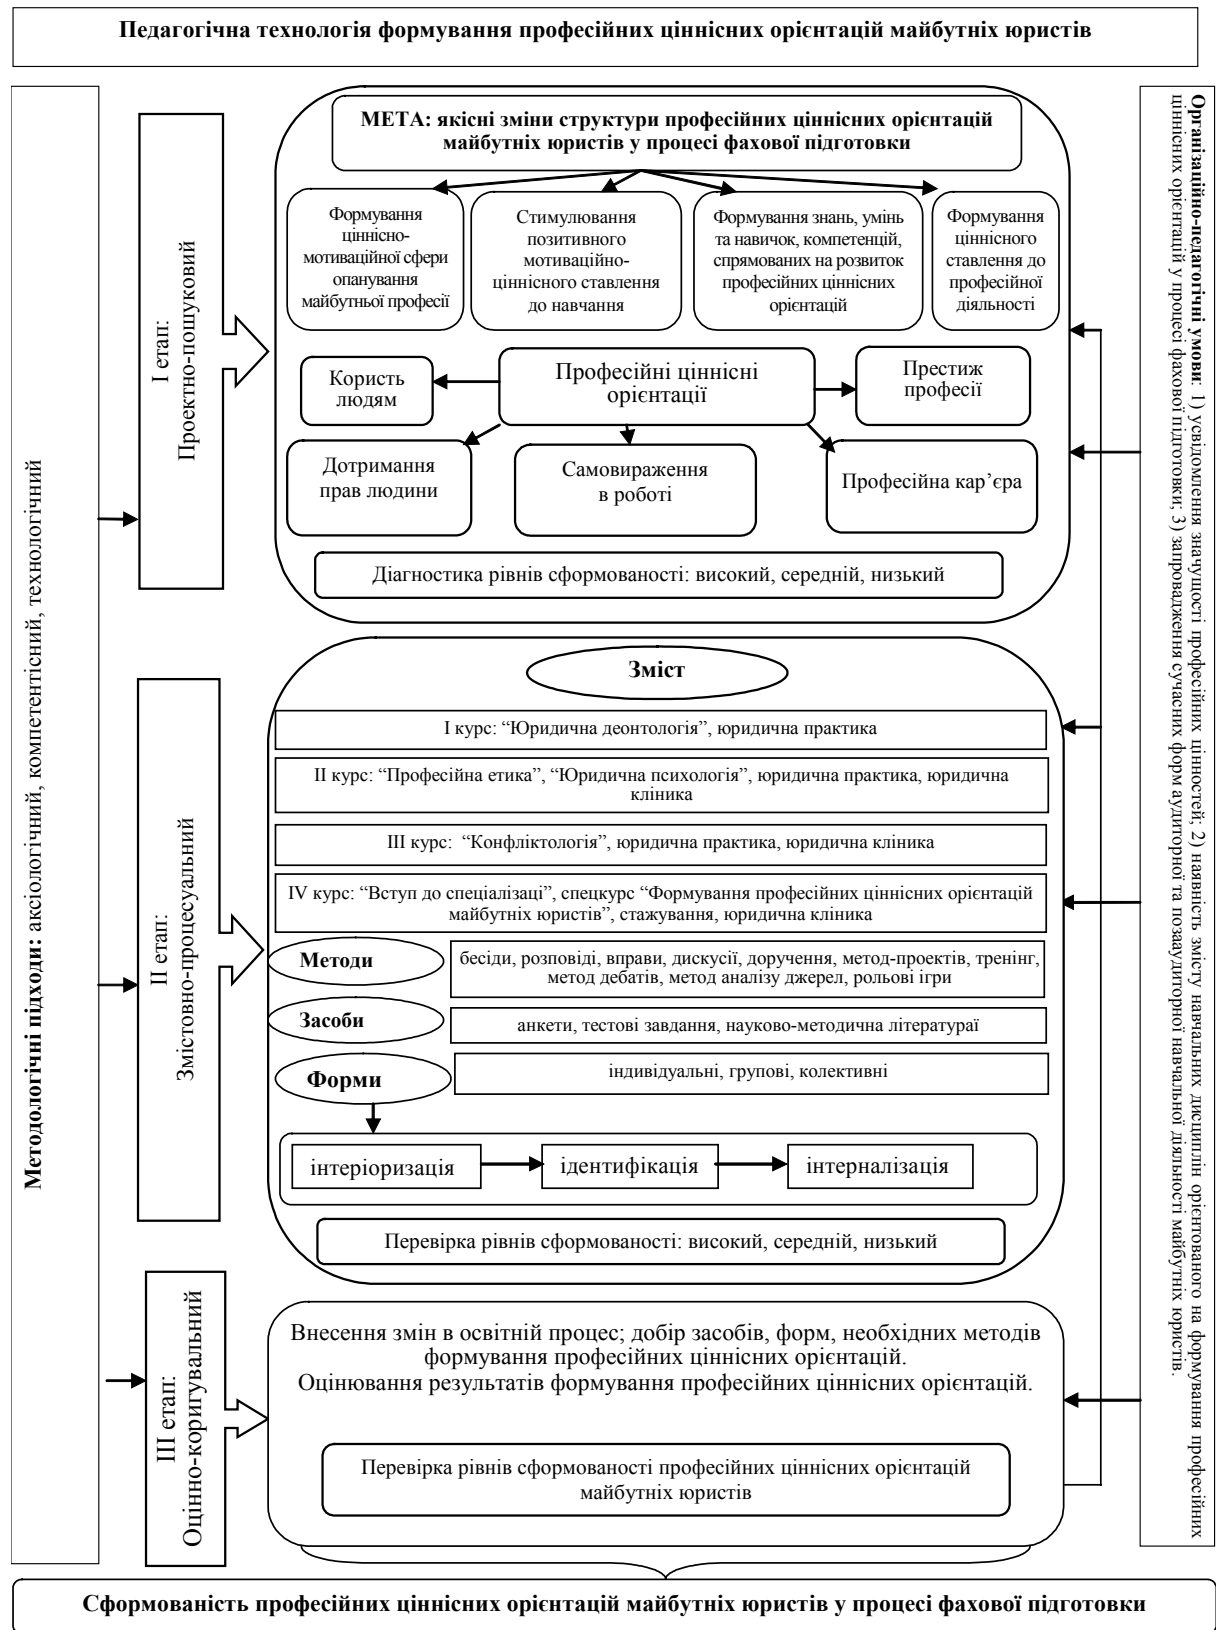 Педагогічна технологія формування професійних ціннісних орієнтацій майбутніх юристів
Методологічні підходи: аксіологічний, компетентісний, технологічний
І етап:
Проектно-пошуковий
МЕТА: якісні зміни структури професійних ціннісних орієнтацій
майбутніх юристів у процесі фахової підготовки
Формування
ціннісно-
мотиваційної сфери
опанування
майбутньої професії
Стимулювання
позитивного
мотиваційно-
ціннісного ставлення
до навчання
Формування знань, умінь
та навичок, компетенцій,
спрямованих на розвиток
професійних ціннісних
орієнтацій
Формування
ціннісного
ставлення до
професійної
діяльності
Користь
людям
Професійні ціннісні
орієнтації
Престиж
професії
Дотримання
прав людини
Самовираження
в роботі
Професійна кар’єра
Діагностика рівнів сформованості: високий, середній, низький
ІІ етап:
Змістовно-процесуальний
Зміст
І курс: “Юридична деонтологія”, юридична практика
ІІ курс: “Професійна етика”, “Юридична психологія”, юридична практика, юридична
клініка
ІІІ курс: “Конфліктологія”, юридична практика, юридична клініка
IV курс: “Вступ до спеціалізаці”, спецкурс “Формування професійних ціннісних орієнтацій
майбутніх юристів”, стажування, юридична клініка
Методи
бесіди, розповіді, вправи, дискусії, доручення, метод-проектів, тренінг,
метод дебатів, метод аналізу джерел, рольові ігри
Засоби
анкети, тестові завдання, науково-методична літератураї
Форми
індивідуальні, групові, колективні
інтеріоризація
ідентифікація
інтерналізація
Перевірка рівнів сформованості: високий, середній, низький
ІІІ етап:
Оцінно-коригувальний
Внесення змін в освітній процес; добір засобів, форм, необхідних методів
формування професійних ціннісних орієнтацій.
Оцінювання результатів формування професійних ціннісних орієнтацій.
Перевірка рівнів сформованості професійних ціннісних орієнтацій
майбутніх юристів
Організаційно-педагогічні умови: 1) усвідомлення значущості професійних цінностей; 2) наявність змісту навчальних дисциплін орієнтованого на формування професійних
ціннісних орієнтацій у процесі фахової підготовки; 3) запровадження сучасних форм аудиторної та позааудиторної навчальної діяльності майбутніх юристів.
Сформованість професійних ціннісних орієнтацій майбутніх юристів у процесі фахової підготовки